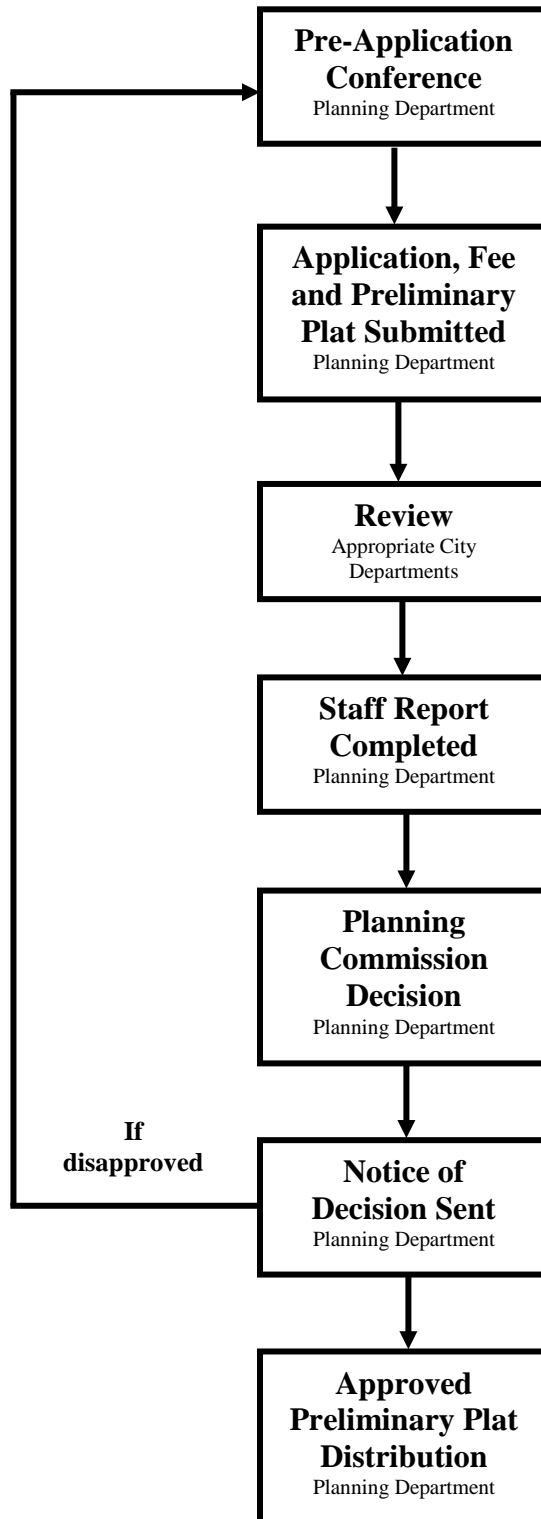 Pre-Application
Conference
Planning Department
Application, Fee
and Preliminary
Plat Submitted
Planning Department
Review
Appropriate City
Departments
Staff Report
Completed
Planning Department
Planning
Commission
Decision
Planning Department
If
disapproved
Notice of
Decision Sent
Planning Department
Approved
Preliminary Plat
Distribution
Planning Department